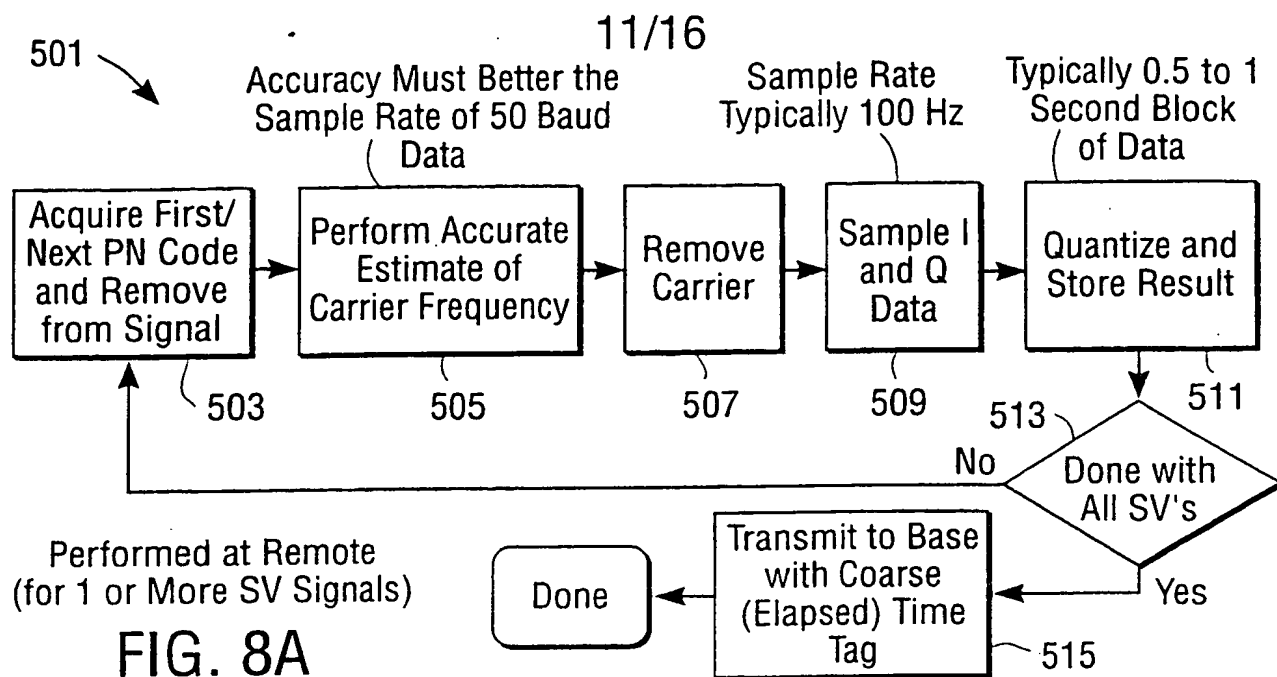 11/16
501
Accuracy Must Better the
Sample Rate of 50 Baud
Data
Sample Rate
Typically 100 Hz
Typically 0.5 to 1
Second Block
of Data
Acquire First/
Next PN Code
and Remove
from Signal
Perform Accurate
Estimate of
Carrier Frequency
Remove
Carrier
Sample I
and Q
Data
Quantize and
Store Result
503
505
507
509
511
513
No
Done with
All SV's
Yes
Performed at Remote
(for 1 or More SV Signals)
Done
Transmit to Base
with Coarse
(Elapsed) Time
Tag
515
FIG. 8A